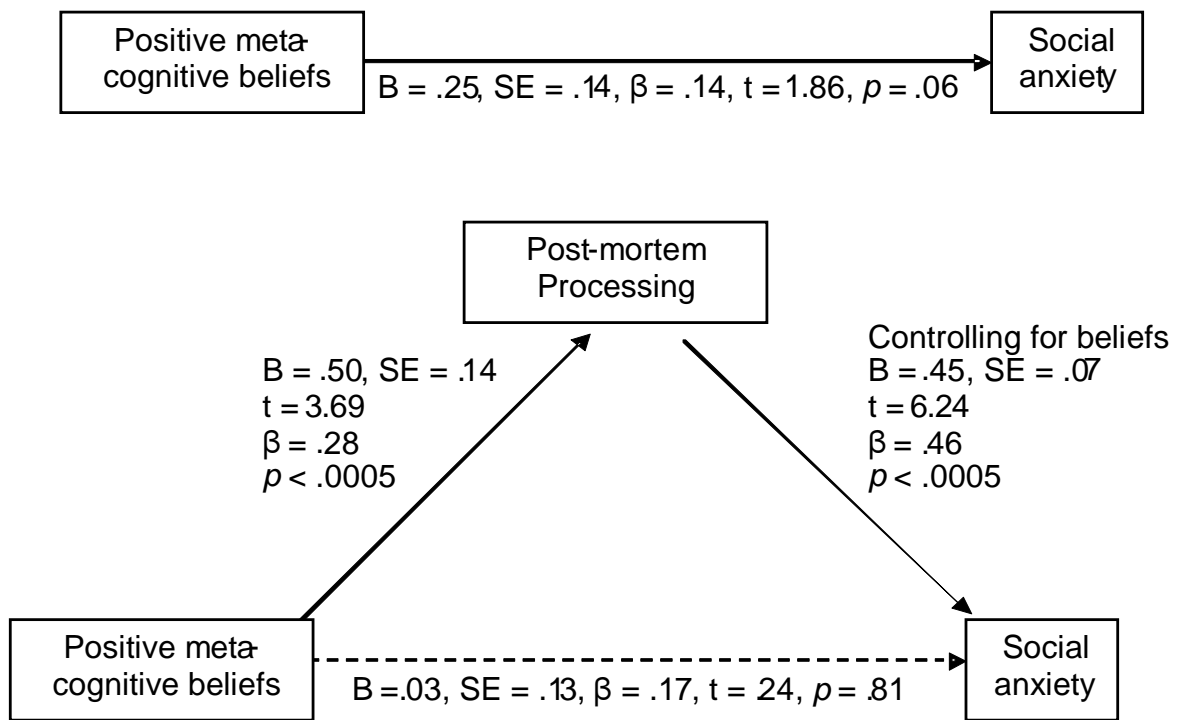 Positive meta-
cognitive beliefs
Social
anxiety
B = .25, SE = .14, β = .14, t = 1.86, p = .06
Post-mortem
Processing
Controlling for beliefs
B = .45, SE = .07
t = 6.24
β = .46
p < .0005
B = .50, SE = .14
t = 3.69
β = .28
p < .0005
Positive meta-
cognitive beliefs
Social
anxiety
B=.03, SE = .13, β = .17, t = .24, p = .81